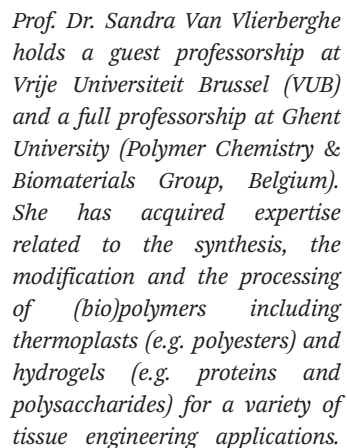 Prof. Dr. Sandra Van Vlierberghe
holds a guest professorship at
Vrije Universiteit Brussel (VUB)
and a full professorship at Ghent
University (Polymer Chemistry &
Biomaterials Group, Belgium).
She has acquired expertise
related to the synthesis, the
modification and the processing
of (bio)polymers including
thermoplasts (e.g. polyesters) and
hydrogels (e.g. proteins and
polysaccharides) for a variety of
tissue engineering applications.